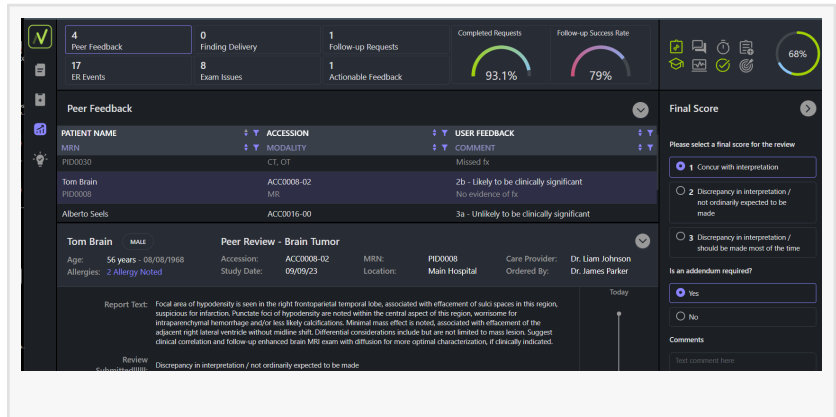 4
Peer Feedback
0
Finding Delivery
1
Follow-up Requests
17
ER Events
8
Exam Issues
1
Actionable Feedback
Completed Requests
93.1%
Follow-up Success Rate
79%
68%
Peer Feedback
PATIENT NAME ACCESSION USER FEEDBACK
MRN MODALITY COMMENT
PID0030 CT, OT Missed fx
Tom Brain ACC0008-02 2b - Likely to be clinically significant
PID0008 MR No evidence of fx
Alberto Seels ACC0016-00 3a - Unlikely to be clinically significant
Tom Brain MALE Peer Review - Brain Tumor
Age: 56 years - 08/08/1968 Accession: ACC0008-02 MRN: PID0008 Care Provider: Dr. Liam Johnson
Allergies: 2 Allergy Noted Study Date: 09/09/23 Location: Main Hospital Ordered By: Dr. James Parker
Today
Report Text: Focal area of hypodensity is seen in the right frontoparietal temporal lobe, associated with effacement of sulci spaces in this region,
suspicious for infarction. Punctate foci of hypodensity are noted within the central aspect of this region, worrisome for
intraparenchymal hemorrhage and/or less likely calcifications. Minimal mass effect is noted, associated with effacement of the
adjacent right lateral ventricle without midline shift. Differential considerations include but are not limited to mass lesion. Suggest
clinical correlation and follow-up enhanced brain MRI exam with diffusion for more optimal characterization, if clinically indicated.
Review
Discrepancy in interpretation / not ordinarily expected to be made
Final Score
Please select a final score for the review
1 Concur with interpretation
2 Discrepancy in interpretation /
not ordinarily expected to be
made
3 Discrepancy in interpretation /
should be made most of the time
Is an addendum required?
Yes
No
Comments
Text comment here